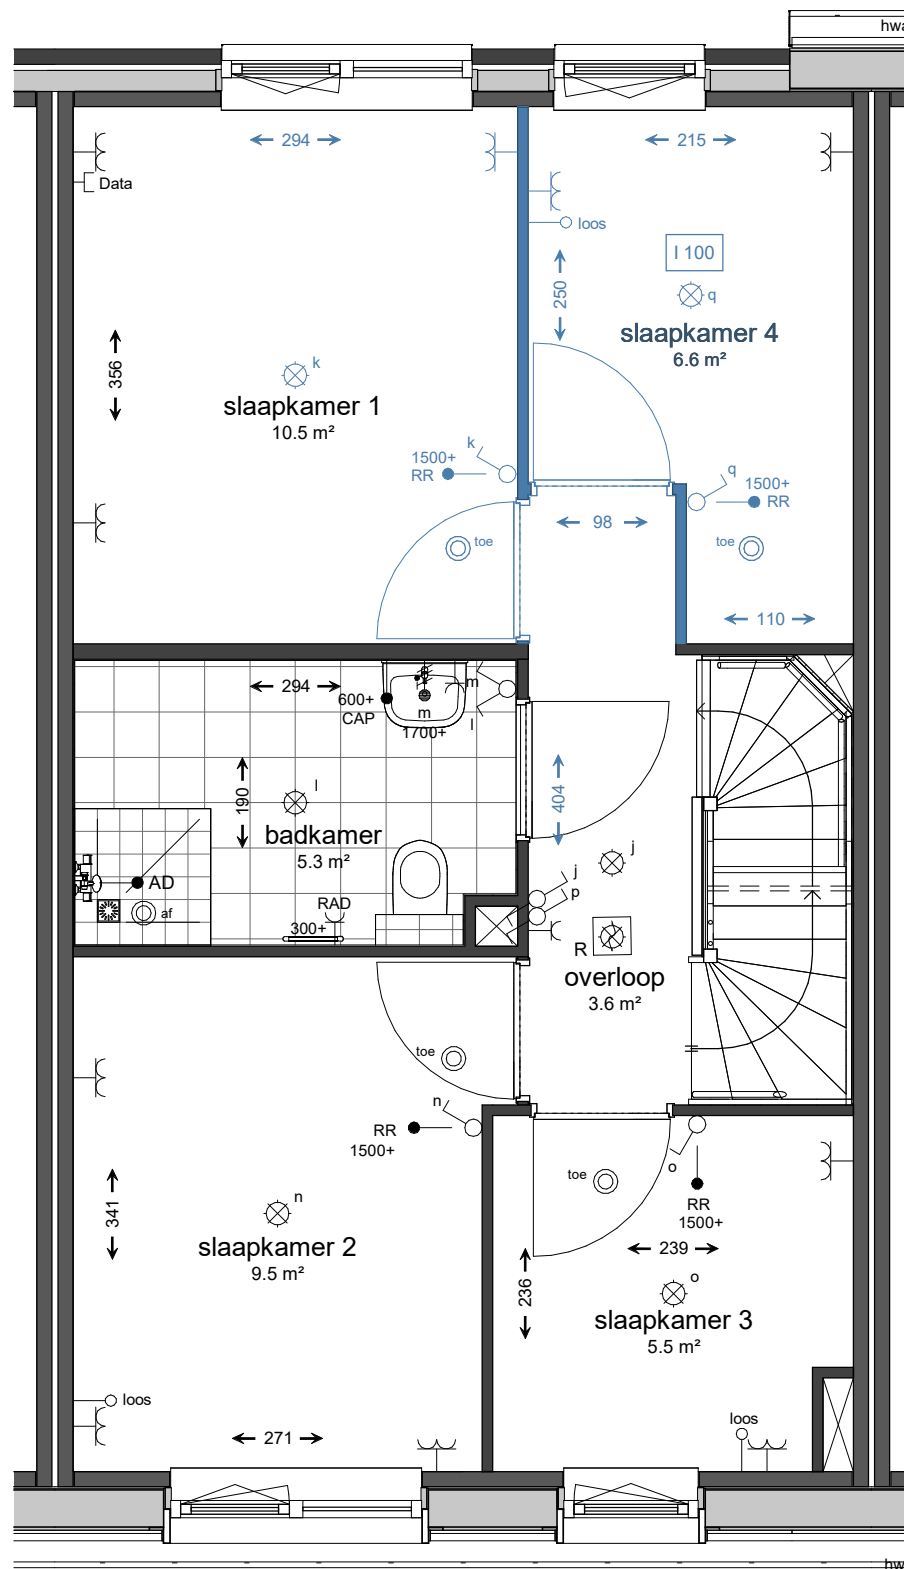 hwa
294
215
Data
loos
I 100
250
q
slaapkamer 4
6.6 m²
356
k
slaapkamer 1
10.5 m²
k
1500+
RR
q
1500+
RR
98
toe
toe
110
294
600+
CAP
m
m
l
1700+
190
l
404
badkamer
5.3 m²
j
j
AD
p
af
RAD
300+
R
overloop
3.6 m²
toe
n
RR
1500+
o
toe
RR
1500+
341
n
slaapkamer 2
9.5 m²
239
236
o
slaapkamer 3
5.5 m²
loos
loos
271
hw